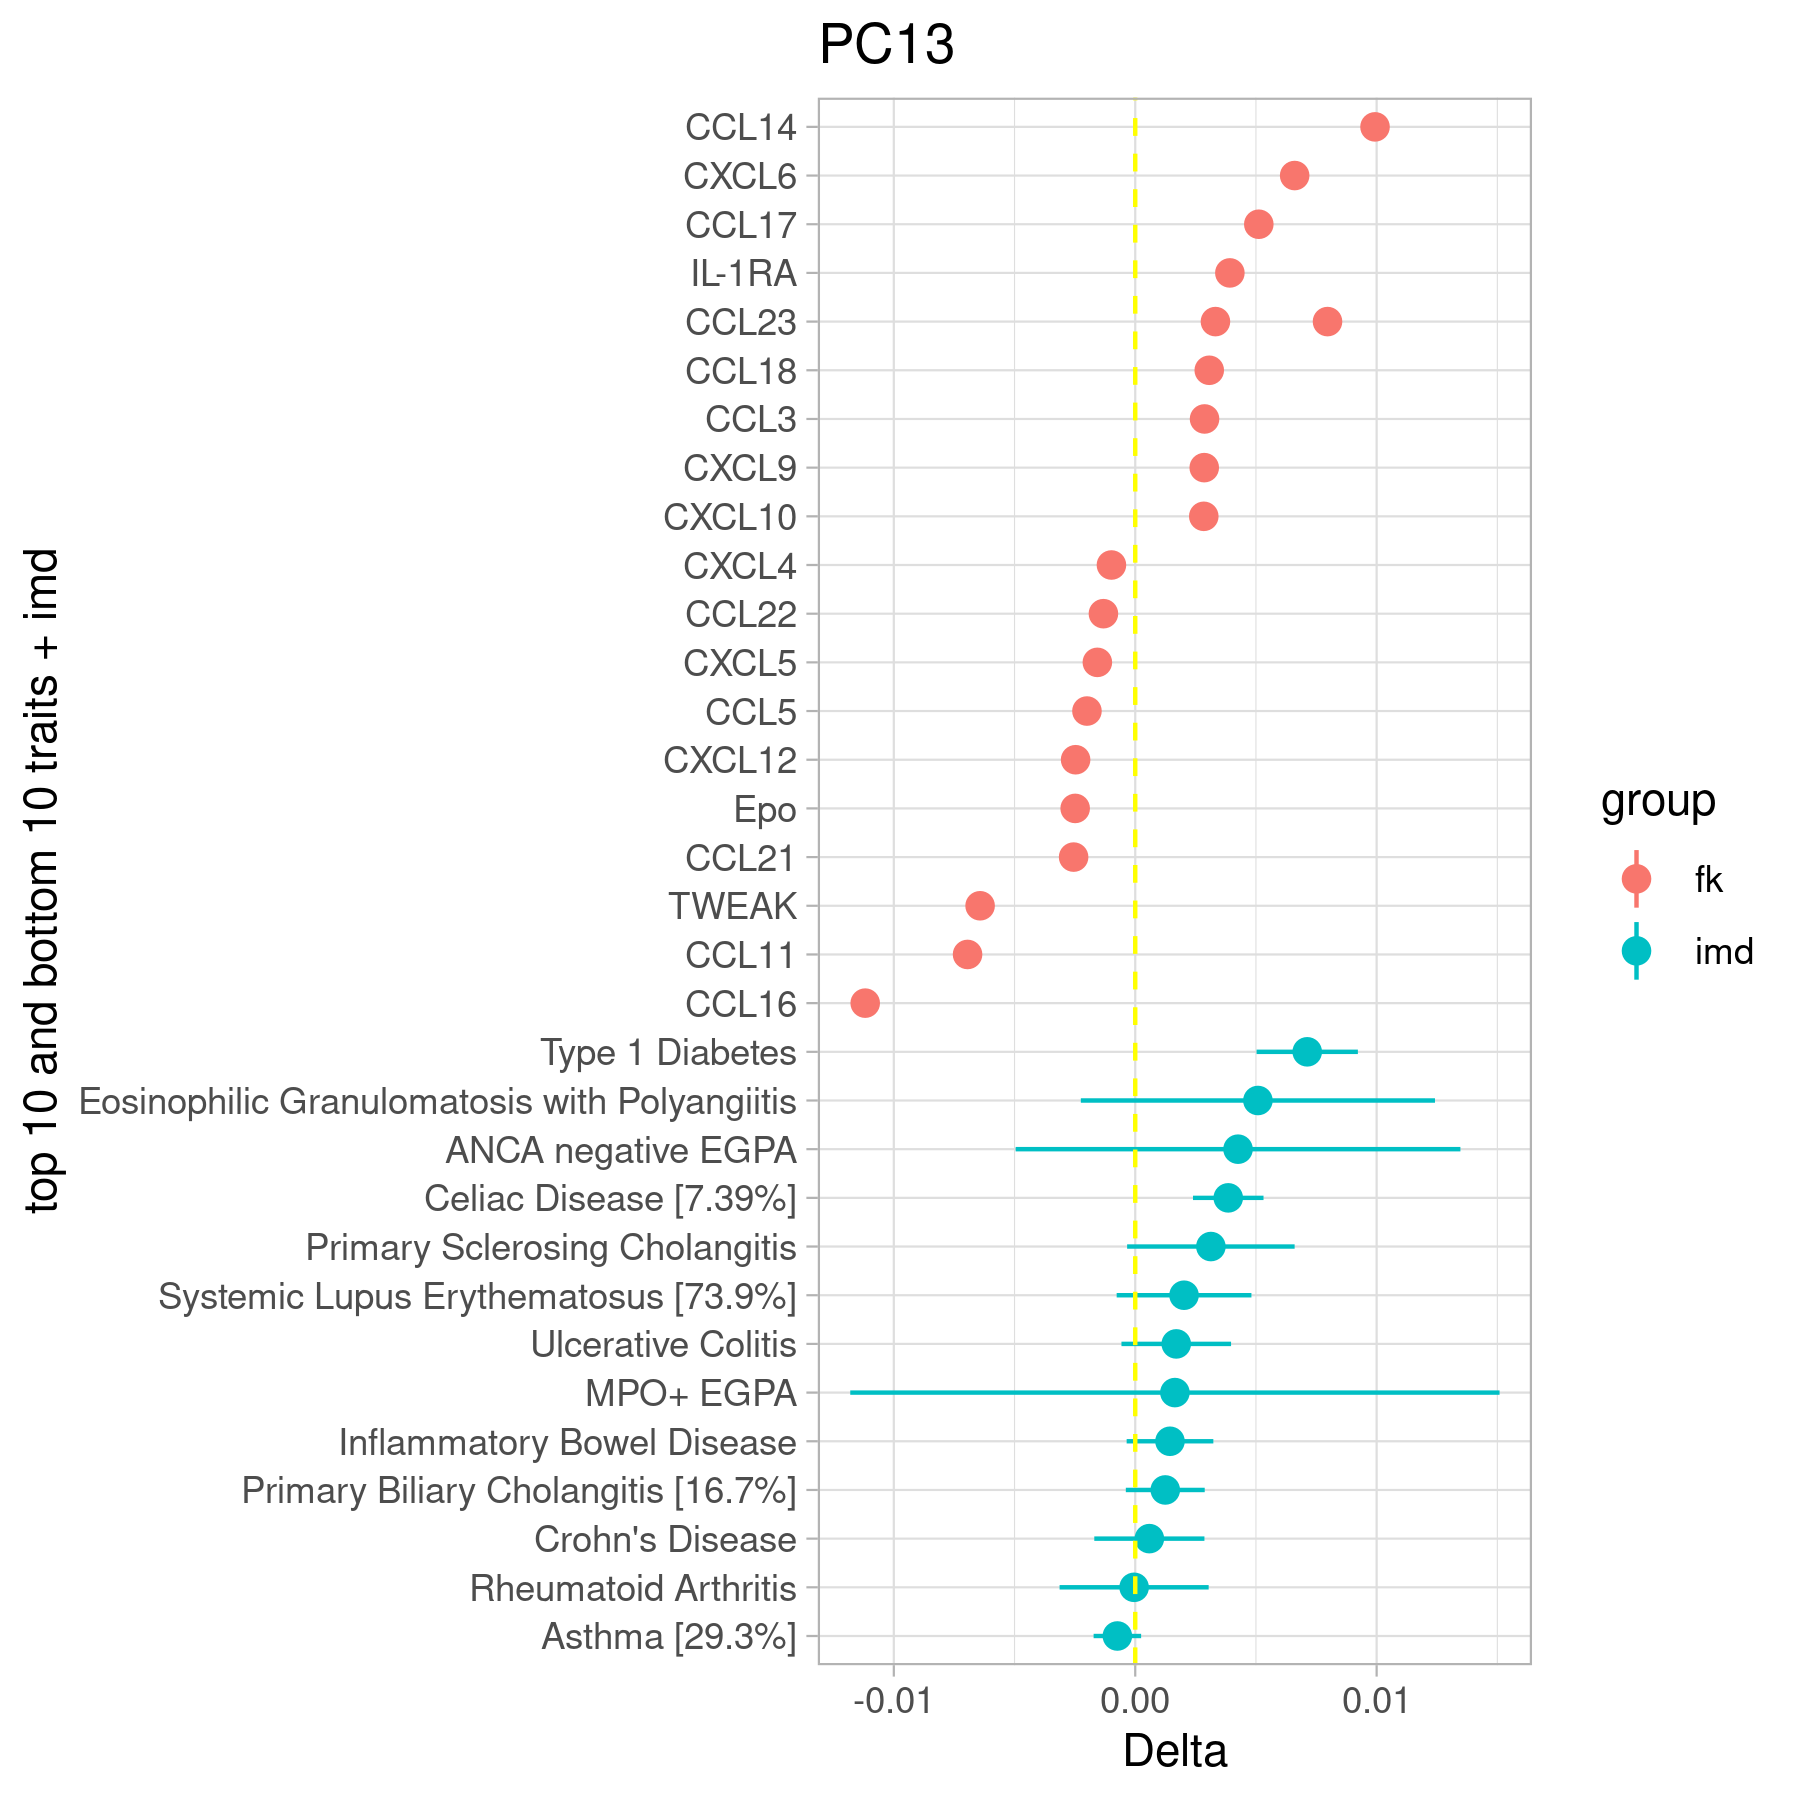 PC13
top 10 and bottom 10 traits + imd
CCL14
CXCL6
CCL17
IL-1RA
CCL23
CCL18
CCL3
CXCL9
CXCL10
CXCL4
CCL22
CXCL5
CCL5
CXCL12
Epo
CCL21
TWEAK
CCL11
CCL16
Type 1 Diabetes
Eosinophilic Granulomatosis with Polyangiitis
ANCA negative EGPA
Celiac Disease [7.39%]
Primary Sclerosing Cholangitis
Systemic Lupus Erythematosus [73.9%]
Ulcerative Colitis
MPO+ EGPA
Inflammatory Bowel Disease
Primary Biliary Cholangitis [16.7%]
Crohn's Disease
Rheumatoid Arthritis
Asthma [29.3%]
-0.01 0.00 0.01
Delta
group
fk
imd